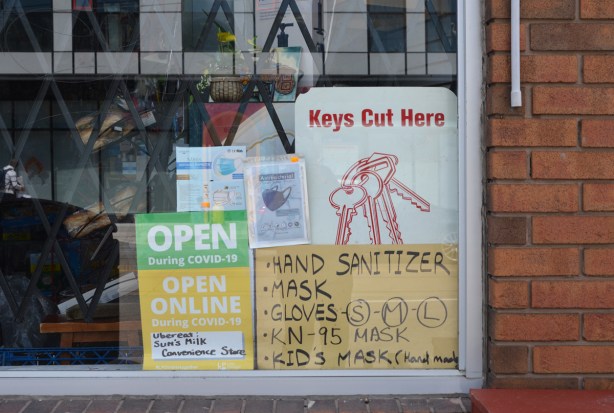 Keys Cut Here
OPEN
During COVID-19
OPEN
ONLINE
During COVID-19
Ubereats:
Sum's Milk
Convenience Store
• HAND SANITIZER
• MASK
• GLOVES - S - M - L
• KN-95 MASK
• KID'S MASK (Hand made